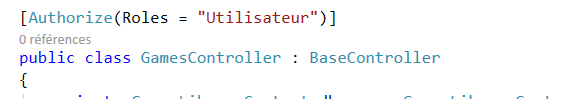 [Authorize(Roles = "Utilisateur")]
0 références
public class GamesController : BaseController
{